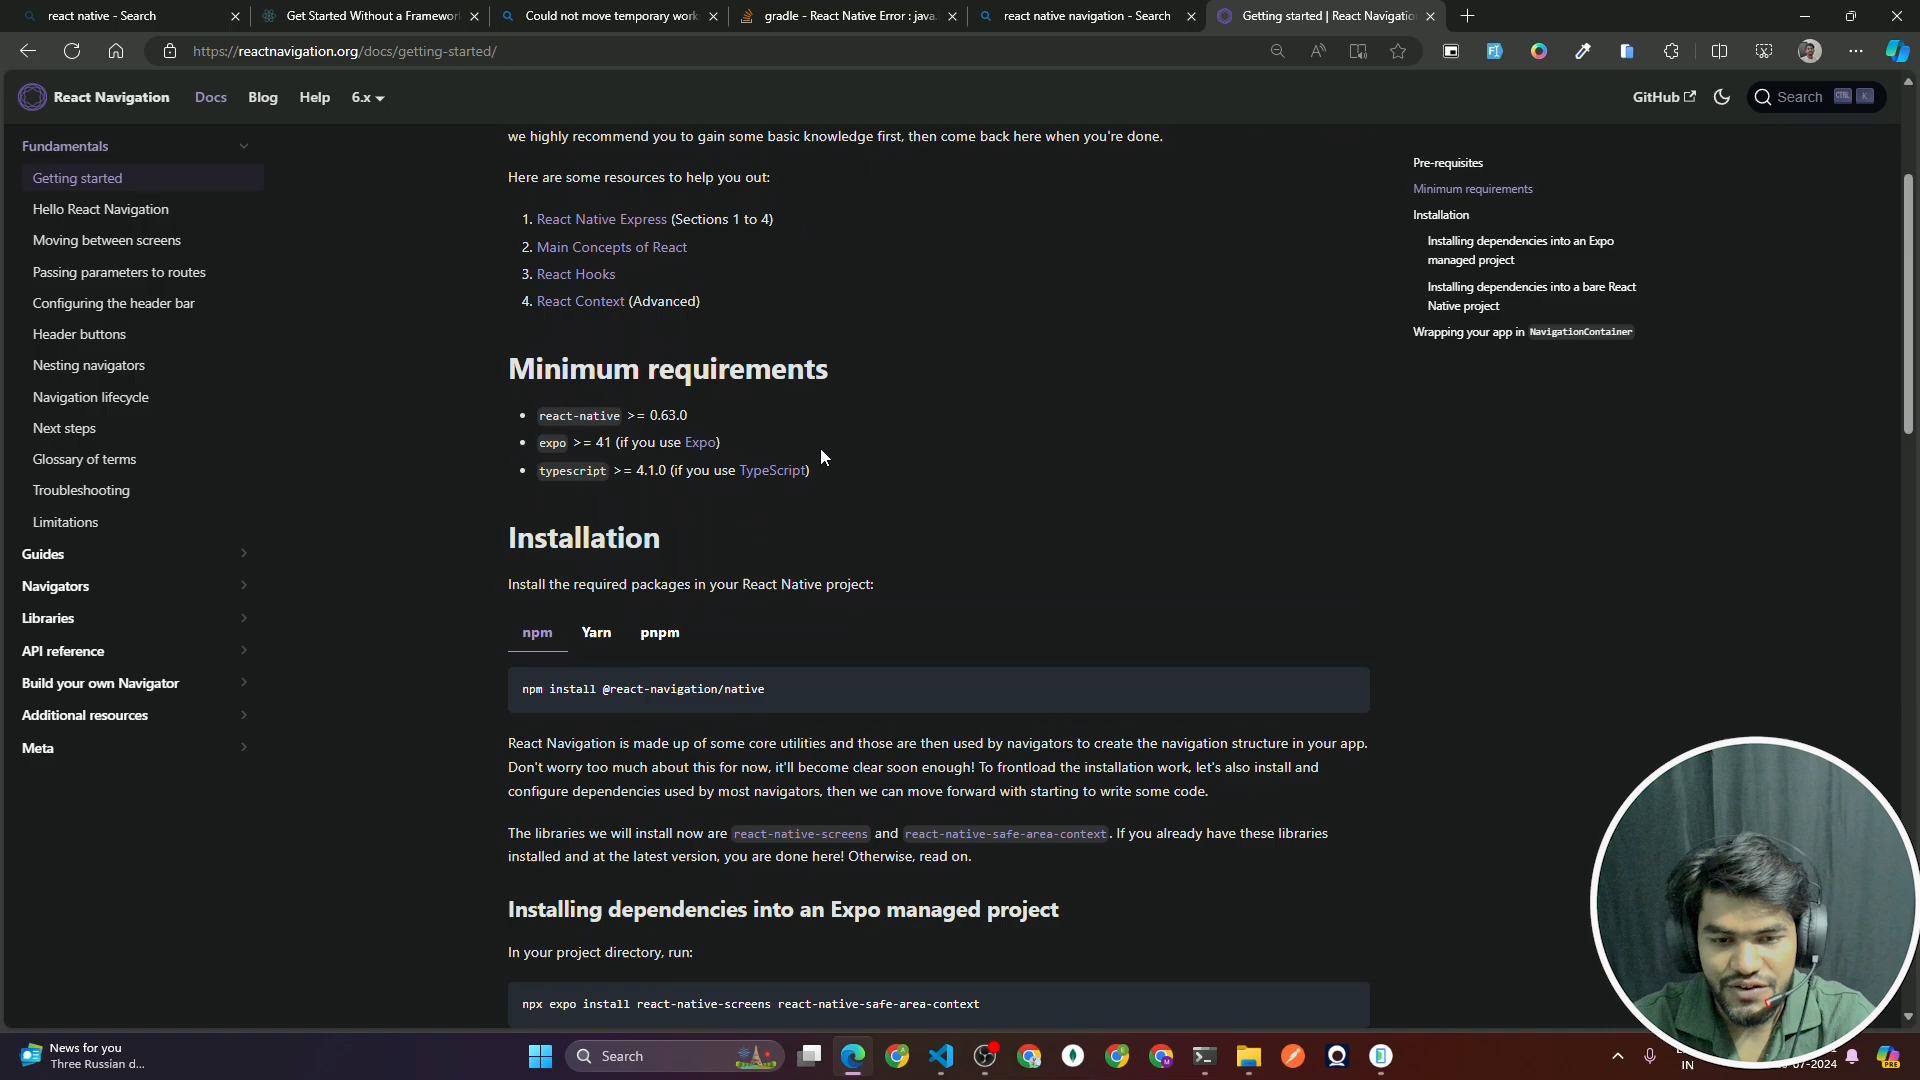 react native - Search
Get Started Without a Framework
Could not move temporary work
gradle - React Native Error : java.
react native navigation - Search
Getting started | React Navigatio
https://reactnavigation.org/docs/getting-started/
React Navigation
Docs
Blog
Help
6.x
GitHub
Search
CTRL
K
Fundamentals
Getting started
Hello React Navigation
Moving between screens
Passing parameters to routes
Configuring the header bar
Header buttons
Nesting navigators
Navigation lifecycle
Next steps
Glossary of terms
Troubleshooting
Limitations
Guides
Navigators
Libraries
API reference
Build your own Navigator
Additional resources
Meta
we highly recommend you to gain some basic knowledge first, then come back here when you're done.
Here are some resources to help you out:
1. React Native Express (Sections 1 to 4)
2. Main Concepts of React
3. React Hooks
4. React Context (Advanced)
Minimum requirements
• react-native >= 0.63.0
• expo >= 41 (if you use Expo)
• typescript >= 4.1.0 (if you use TypeScript)
Installation
Install the required packages in your React Native project:
npm
Yarn
pnpm
npm install @react-navigation/native
React Navigation is made up of some core utilities and those are then used by navigators to create the navigation structure in your app.
Don't worry too much about this for now, it'll become clear soon enough! To frontload the installation work, let's also install and
configure dependencies used by most navigators, then we can move forward with starting to write some code.
The libraries we will install now are react-native-screens and react-native-safe-area-context. If you already have these libraries
installed and at the latest version, you are done here! Otherwise, read on.
Installing dependencies into an Expo managed project
In your project directory, run:
npx expo install react-native-screens react-native-safe-area-context
Pre-requisites
Minimum requirements
Installation
Installing dependencies into an Expo
managed project
Installing dependencies into a bare React
Native project
Wrapping your app in NavigationContainer
News for you
Three Russian d...
Search
IN
-07-2024
PRE